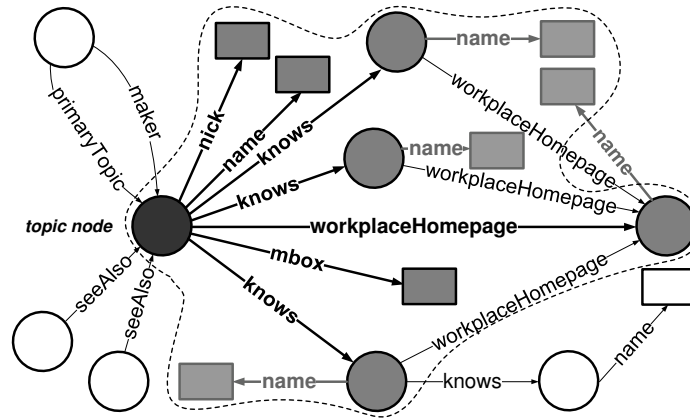 name
primaryTopic
maker
nick
name
knows
workplaceHomepage
name
knows
name
workplaceHomepage
topic node
workplaceHomepage
mbox
seeAlso
seeAlso
knows
workplaceHomepage
name
knows
name